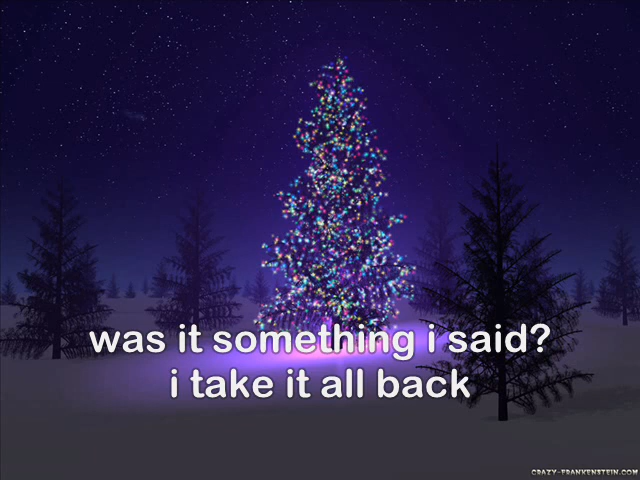 was it something i said?
i take it all back
CRAZY-FRANKENSTEIN.COM